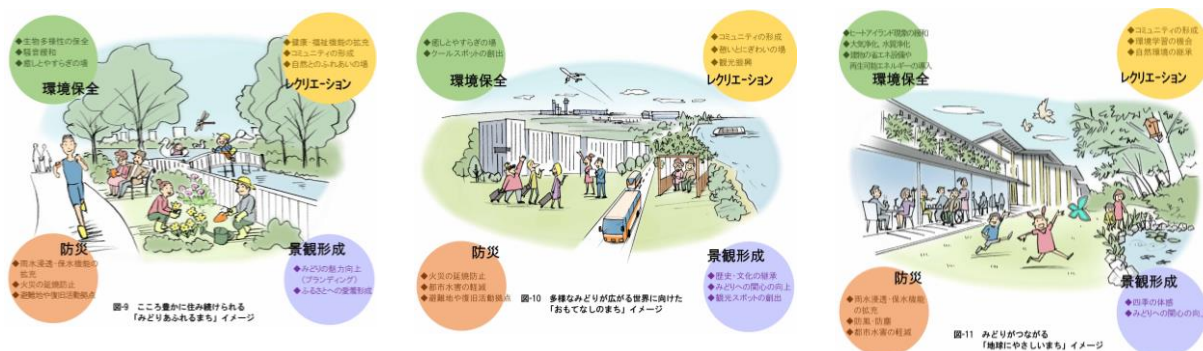 ◆生物多様性の保全
◆騒音緩和
◆癒しとやすらぎの場
環境保全
◆健康・福祉機能の拡充
◆コミュニティの形成
◆自然とのふれあいの場
レクリエーション
防災
◆雨水浸透・保水機能の
拡充
◆火災の延焼防止
◆避難地や復旧活動拠点
景観形成
◆みどりの魅力向上
(ブランディング)
◆ふるさとへの愛着形成
図-9 こころ豊かに住み続けられる
「みどりあふれるまち」イメージ
◆癒しとやすらぎの場
◆クールスポットの創出
環境保全
◆コミュニティの形成
◆憩いとにぎわいの場
◆観光振興
レクリエーション
防災
◆火災の延焼防止
◆都市水害の軽減
◆避難地や復旧活動拠点
景観形成
◆歴史・文化の継承
◆みどりへの関心の向上
◆観光スポットの創出
図-10 多様なみどりが広がる世界に向けた
「おもてなしのまち」イメージ
◆ヒートアイランド現象の緩和
◆大気浄化、水質浄化
◆建物の省エネ設備や
再生可能エネルギーの導入
環境保全
◆コミュニティの形成
◆環境学習の機会
◆自然環境の継承
レクリエーション
防災
◆雨水浸透・保水機能
の拡充
◆防風・防塵
◆都市水害の軽減
景観形成
◆四季の体感
◆みどりへの関心の向上
図-11 みどりがつながる
「地球にやさしいまち」イメージ